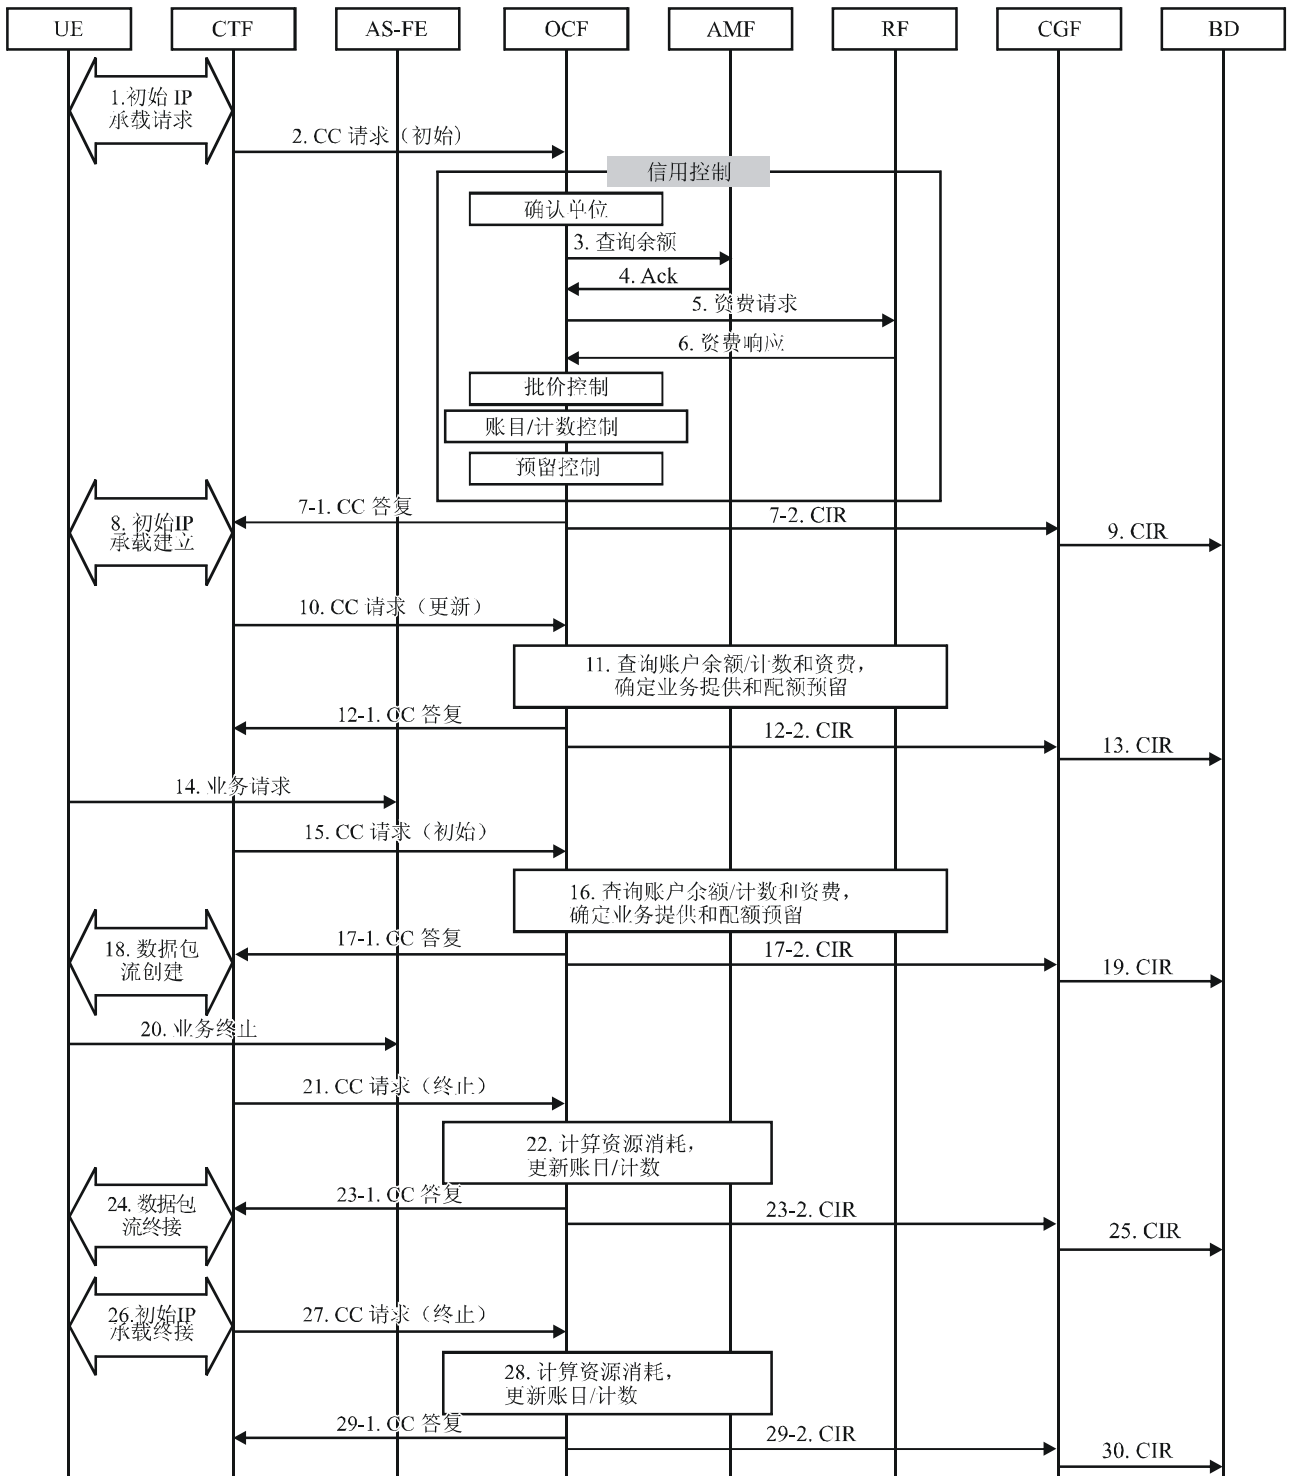 UE
CTF
AS-FE
OCF
AMF
RF
CGF
BD
1.初始 IP
承载请求
2. CC 请求（初始)
信用控制
确认单位
3. 查询余额
4. Ack
5. 资费请求
6. 资费响应
批价控制
账目/计数控制
预留控制
7-1. CC 答复
7-2. CIR
8. 初始IP
承载建立
9. CIR
10. CC 请求（更新）
11. 查询账户余额/计数和资费，
确定业务提供和配额预留
12-1. CC 答复
12-2. CIR
13. CIR
14. 业务请求
15. CC 请求（初始）
16. 查询账户余额/计数和资费，
确定业务提供和配额预留
17-1. CC 答复
17-2. CIR
18. 数据包
流创建
19. CIR
20. 业务终止
21. CC 请求（终止）
22. 计算资源消耗，
更新账目/计数
23-1. CC 答复
23-2. CIR
24. 数据包
流终接
25. CIR
26.初始IP
承载终接
27. CC 请求（终止）
28. 计算资源消耗，
更新账目/计数
29-1. CC 答复
29-2. CIR
30. CIR